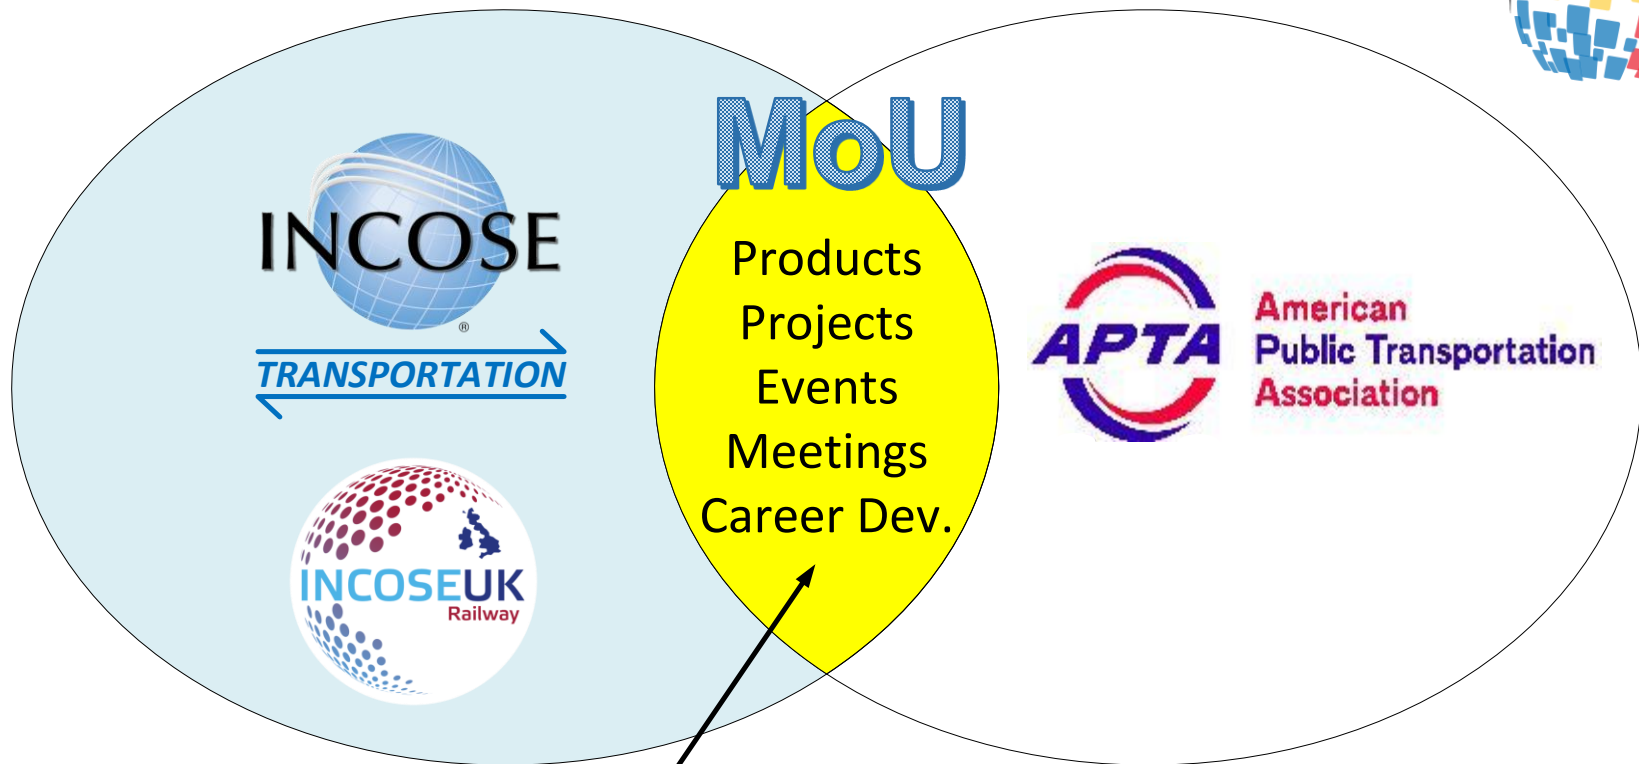 MoU
INCOSE
®
TRANSPORTATION
INCOSEUK
Railway
Products
Projects
Events
Meetings
Career Dev.
APTA
American
Public Transportation
Association